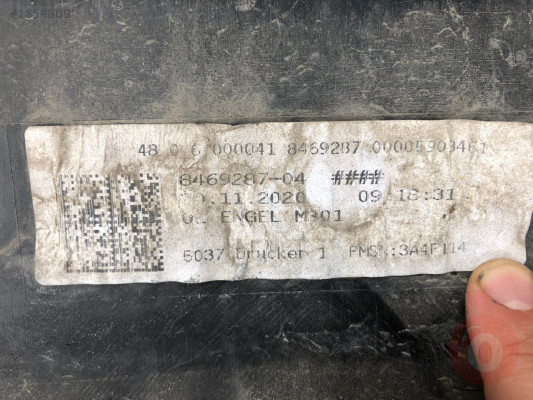 48 0 6 000041 8469287 00005903461
8469287-04 ####
11.2020 09:18:31
ENGEL M301
6037 Drucker 1 PMSN:3A4F114